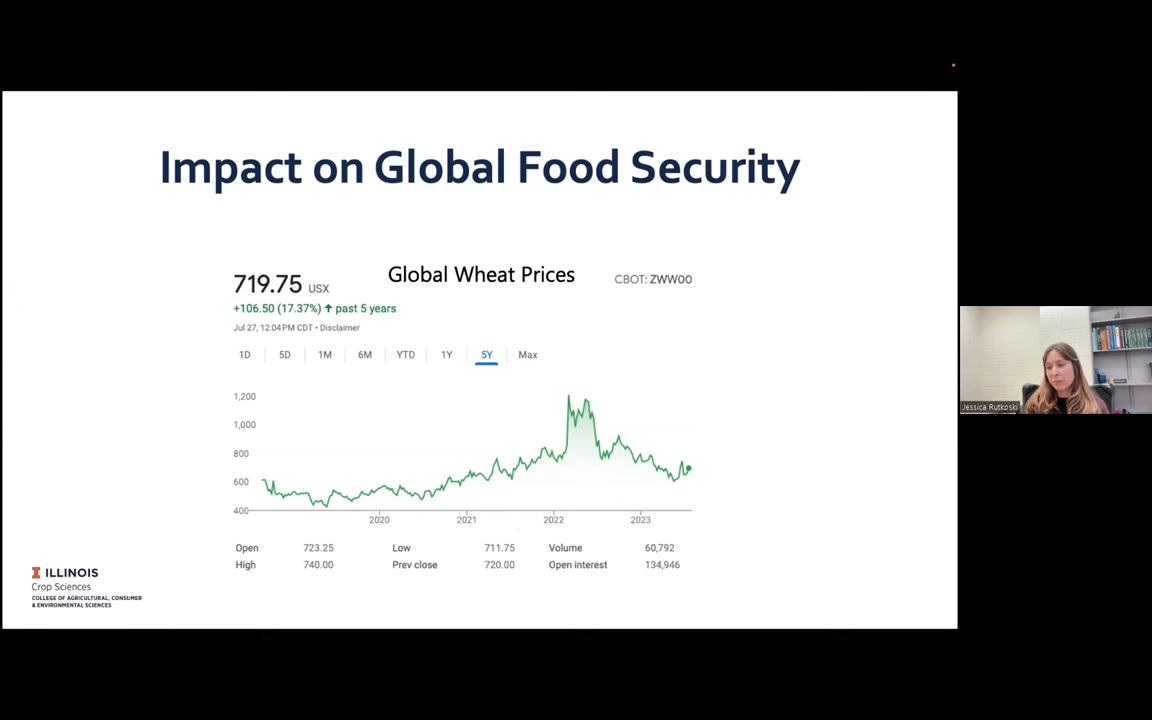 Impact on Global Food Security
719.75 USX
Global Wheat Prices
CBOT: ZWW00
+106.50 (17.37%) ↑ past 5 years
Jul 27, 12:04 PM CDT • Disclaimer
1D 5D 1M 6M YTD 1Y 5Y Max
1,200
1,000
800
600
400
2020 2021 2022 2023
Open 723.25 Low 711.75 Volume 60,792
High 740.00 Prev close 720.00 Open interest 134,946
I ILLINOIS
Crop Sciences
COLLEGE OF AGRICULTURAL, CONSUMER
& ENVIRONMENTAL SCIENCES
Jessica Rutkoski